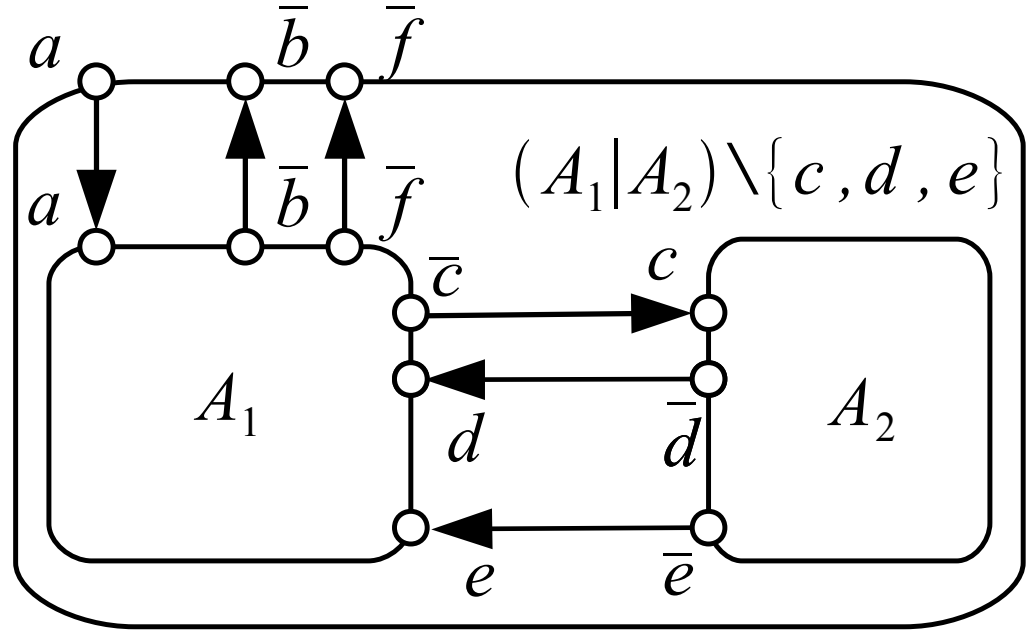 a b̅ f̅
(A₁|A₂)\{c,d,e}
a b̅ f̅
c̅ c
A₁ A₂
d d̅
e e̅